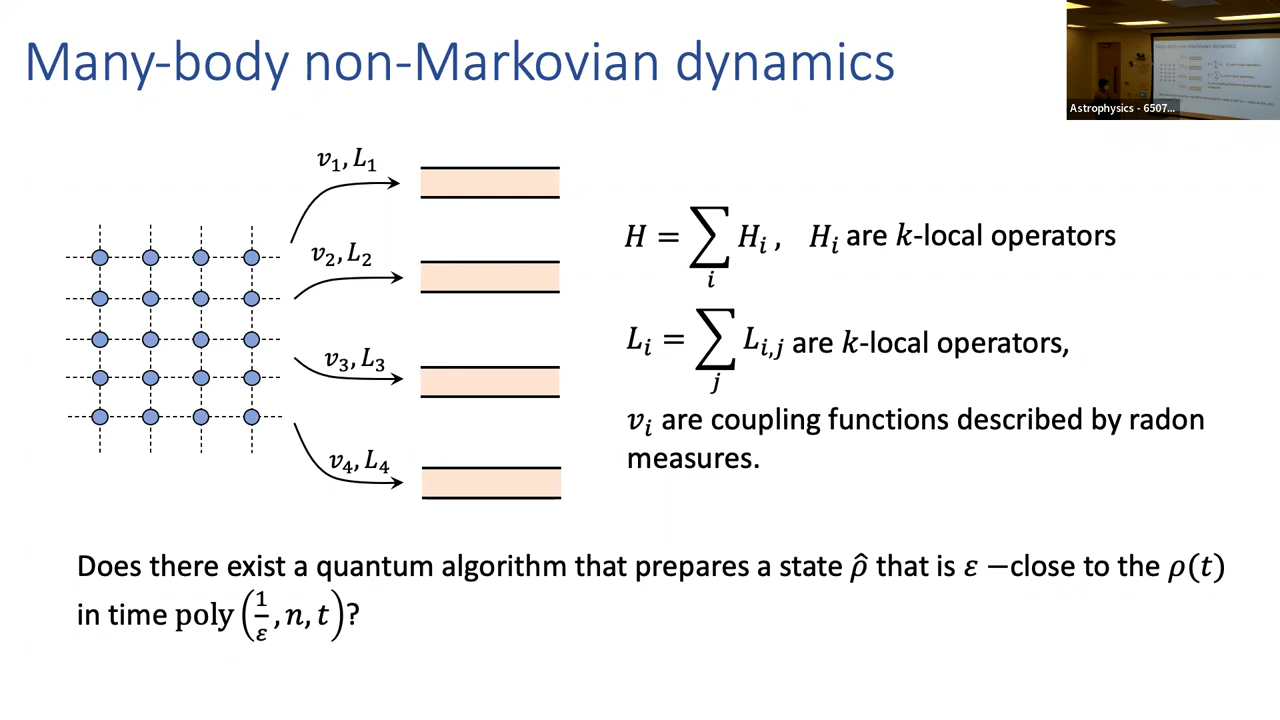 Many-body non-Markovian dynamics
Astrophysics - 6507...
v₁, L₁
v₂, L₂
v₃, L₃
v₄, L₄
H = ∑ᵢ Hᵢ , Hᵢ are k-local operators
Lᵢ = ∑ⱼ Lᵢ,ⱼ are k-local operators,
vᵢ are coupling functions described by radon
measures.
Does there exist a quantum algorithm that prepares a state ρ̂ that is ε −close to the ρ(t)
in time poly(1/ε, n, t)?